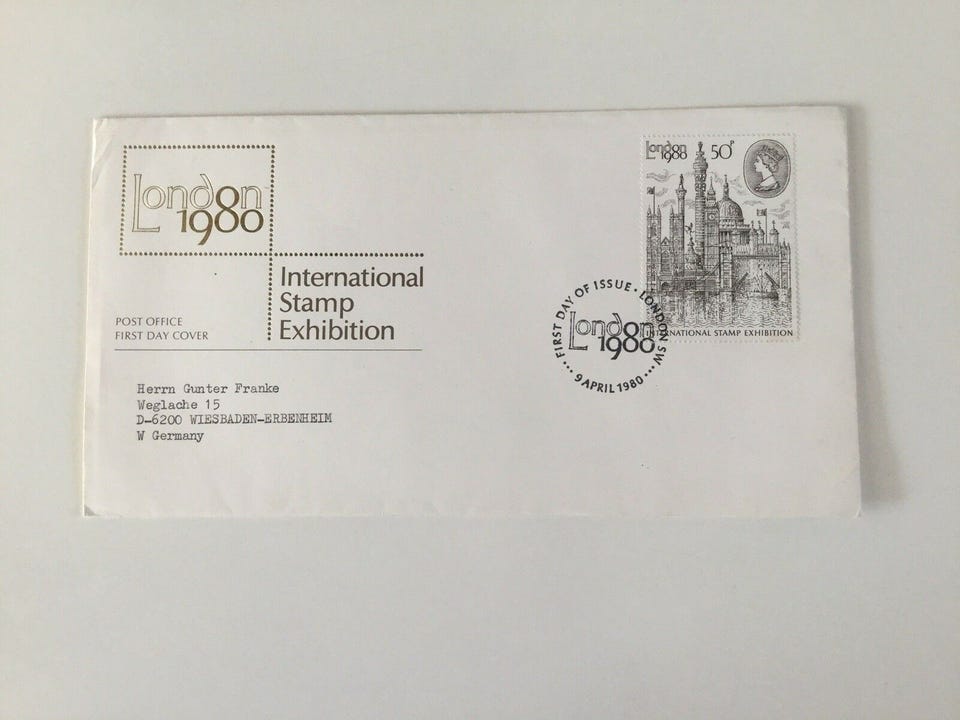 London
1980
International
Stamp
Exhibition
POST OFFICE
FIRST DAY COVER
Herrn Gunter Franke
Weglache 15
D-6200 WIESBADEN-ERBENHEIM
W Germany
London
1980
50P
INTERNATIONAL STAMP EXHIBITION
FIRST DAY OF ISSUE · LONDON SW
London
1980
9 APRIL 1980